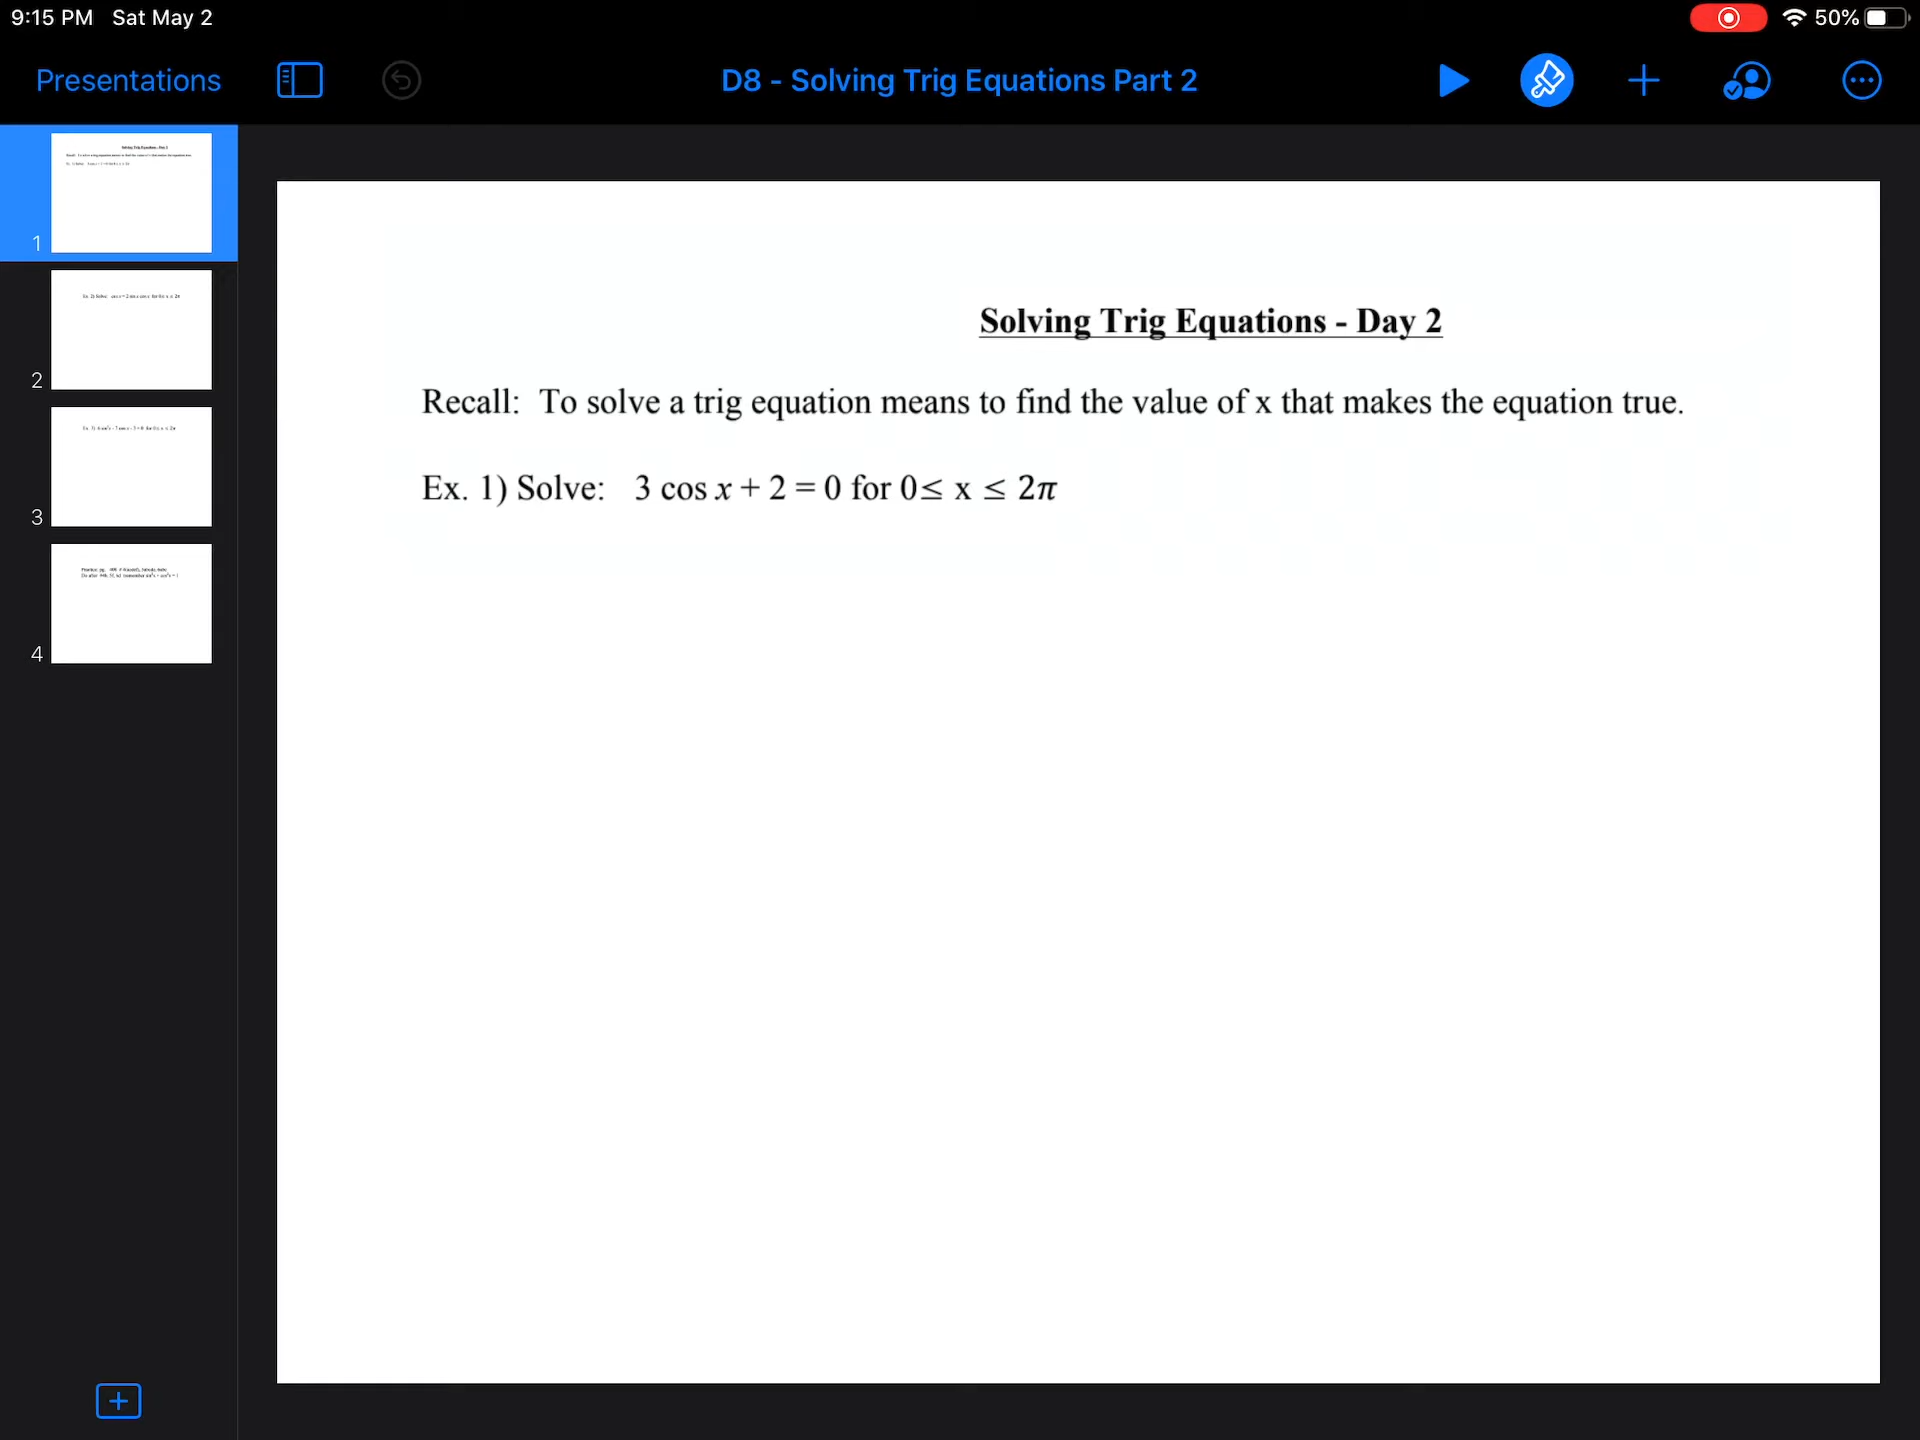 9:15 PM Sat May 2
50%
Presentations
D8 - Solving Trig Equations Part 2
1
2
3
4
Solving Trig Equations - Day 2
Recall: To solve a trig equation means to find the value of x that makes the equation true.
Ex. 1) Solve: 3 cos x + 2 = 0 for 0≤ x ≤ 2π